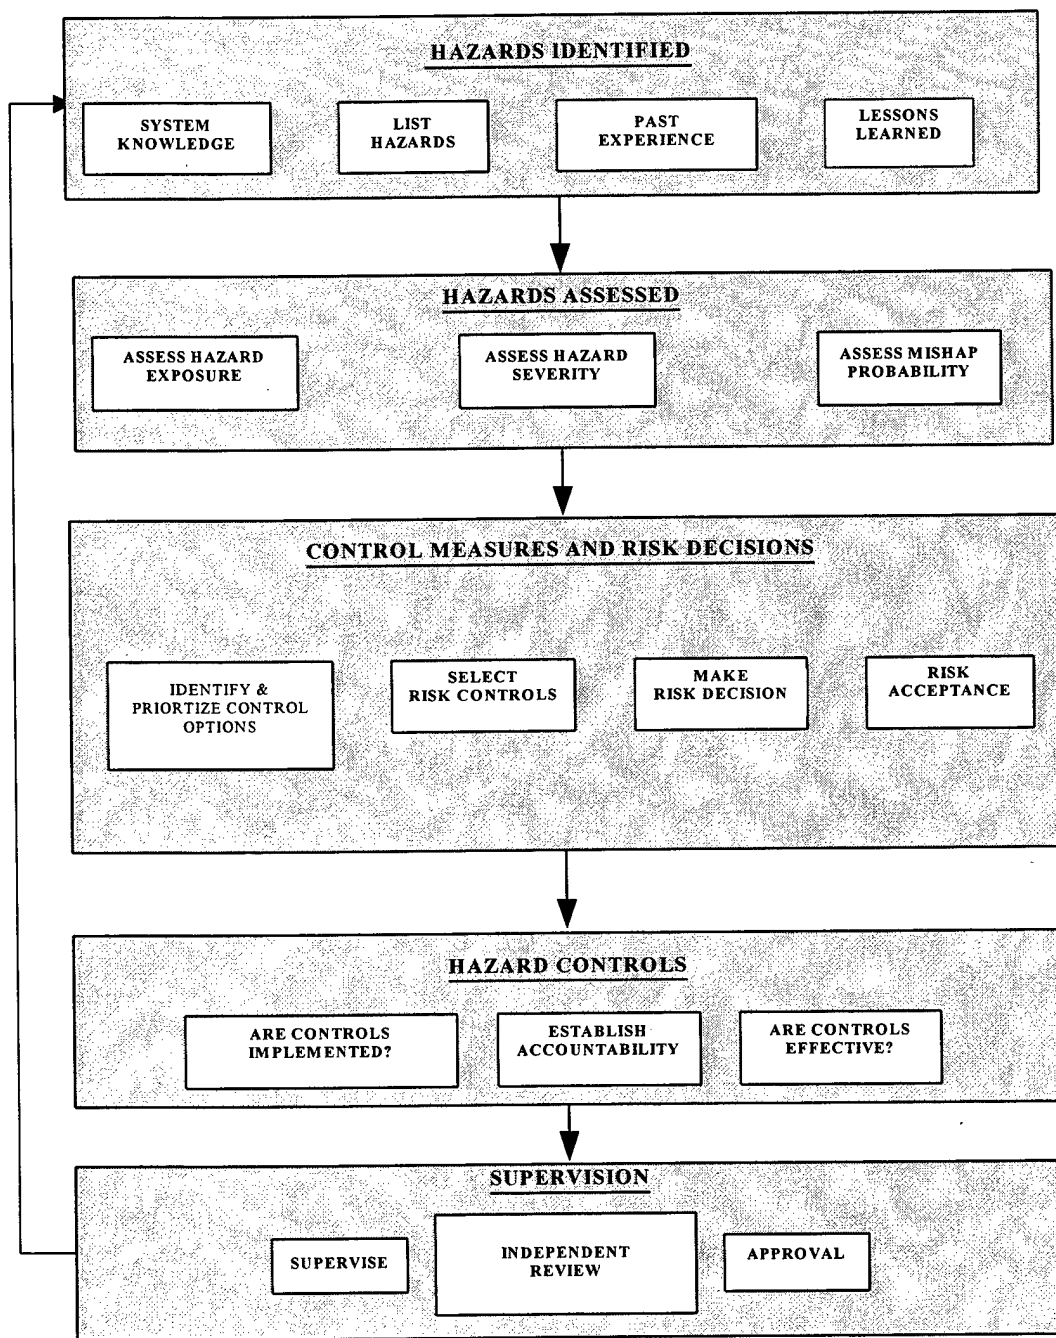 HAZARDS IDENTIFIED
SYSTEM
KNOWLEDGE
LIST
HAZARDS
PAST
EXPERIENCE
LESSONS
LEARNED
HAZARDS ASSESSED
ASSESS HAZARD
EXPOSURE
ASSESS HAZARD
SEVERITY
ASSESS MISHAP
PROBABILITY
CONTROL MEASURES AND RISK DECISIONS
IDENTIFY &
PRIORTIZE CONTROL
OPTIONS
SELECT
RISK CONTROLS
MAKE
RISK DECISION
RISK
ACCEPTANCE
HAZARD CONTROLS
ARE CONTROLS
IMPLEMENTED?
ESTABLISH
ACCOUNTABILITY
ARE CONTROLS
EFFECTIVE?
SUPERVISION
SUPERVISE
INDEPENDENT
REVIEW
APPROVAL